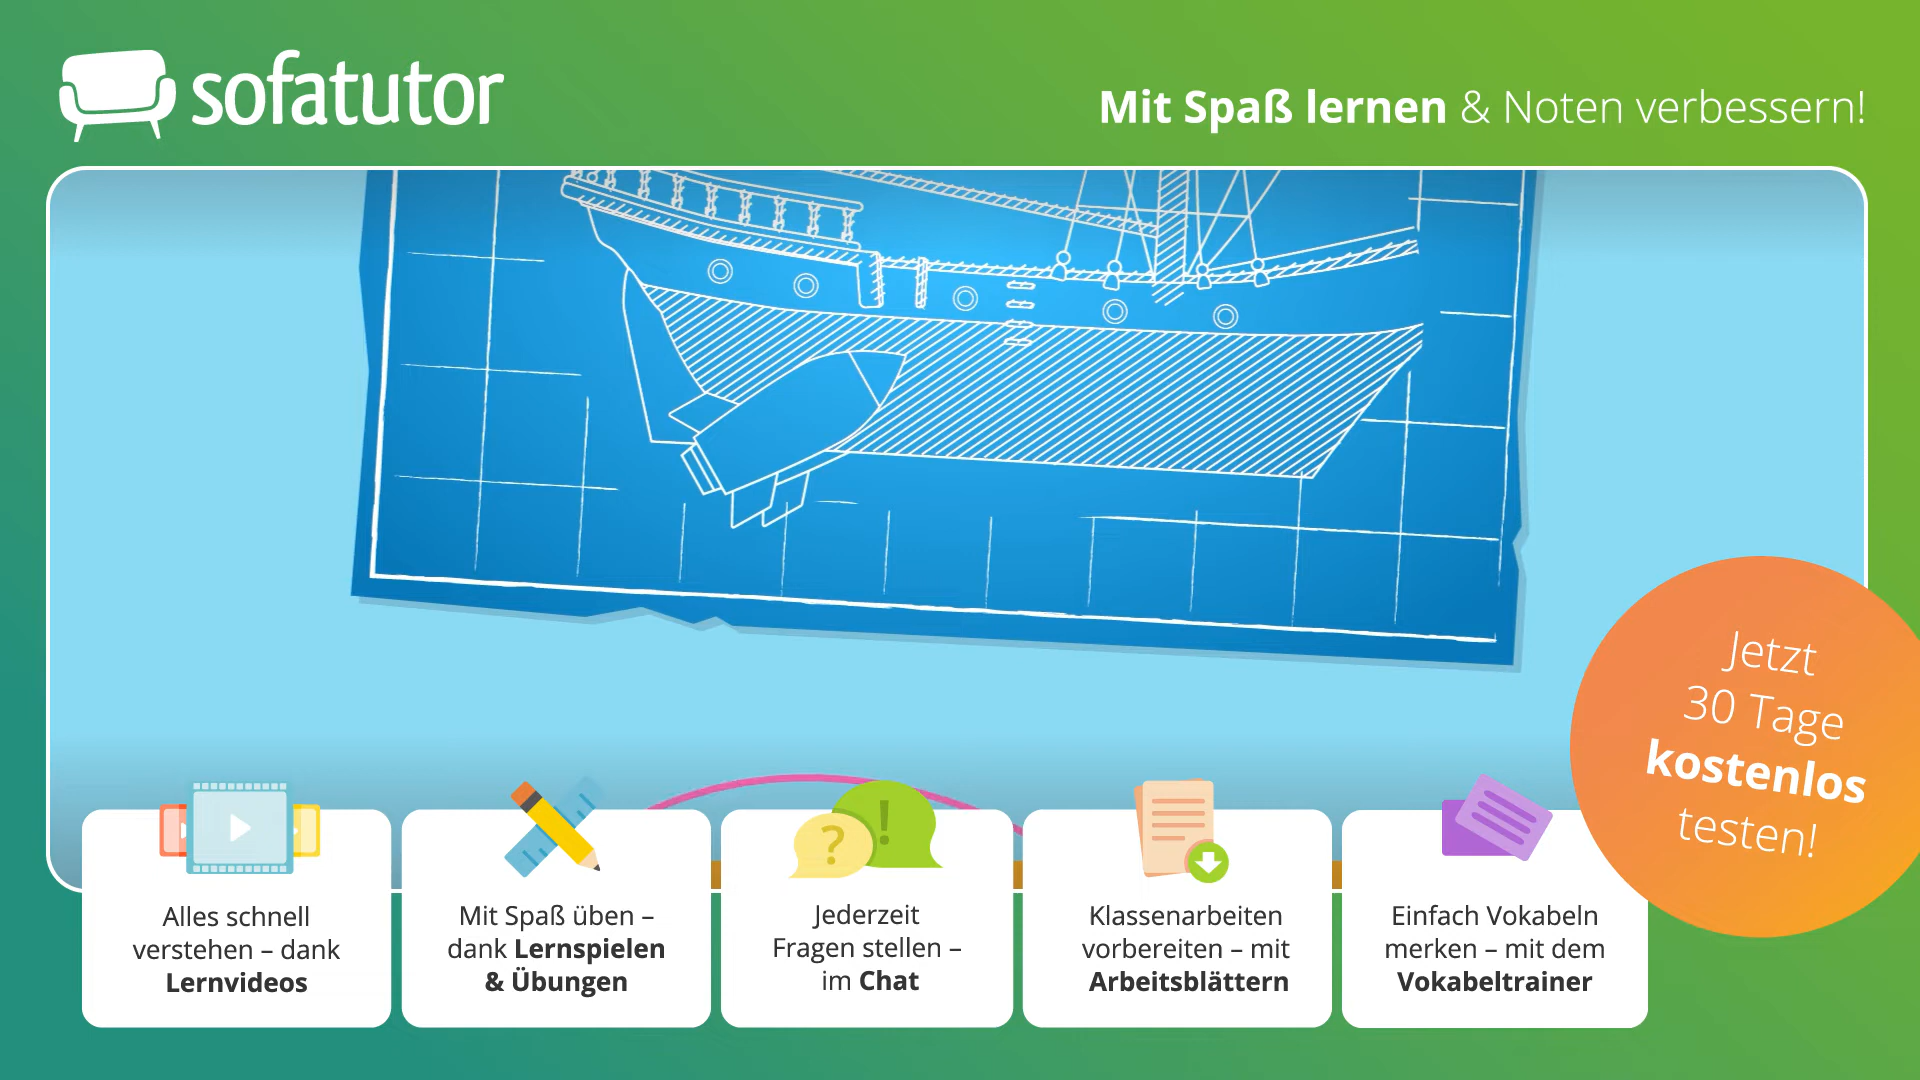 sofatutor
Mit Spaß lernen & Noten verbessern!
Jetzt
30 Tage
kostenlos
testen!
Alles schnell
verstehen – dank
Lernvideos
Mit Spaß üben –
dank Lernspielen
& Übungen
?
!
Jederzeit
Fragen stellen –
im Chat
Klassenarbeiten
vorbereiten – mit
Arbeitsblättern
Einfach Vokabeln
merken – mit dem
Vokabeltrainer